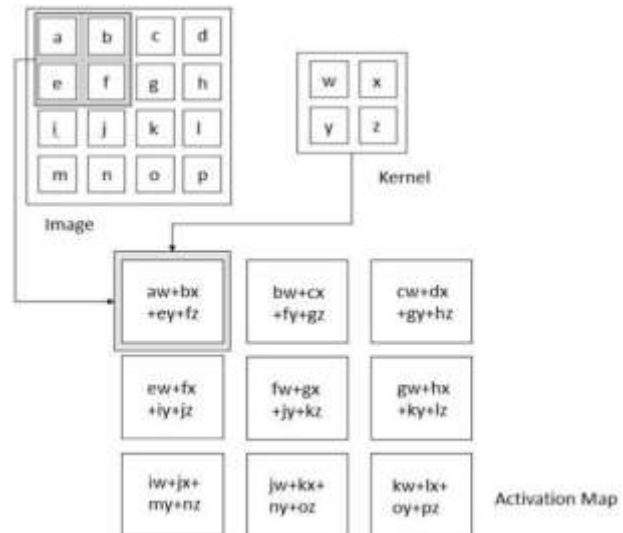 a b c d
e f g h
w x
i j k l
y z
m n o p
Kernel
Image
aw+bx
+ey+fz
bw+cx
+fy+gz
cw+dx
+gy+hz
ew+fx
+iy+jz
fw+gx
+jy+kz
gw+hx
+ky+lz
iw+jx+
my+nz
jw+kx+
ny+oz
kw+lx+
oy+pz
Activation Map